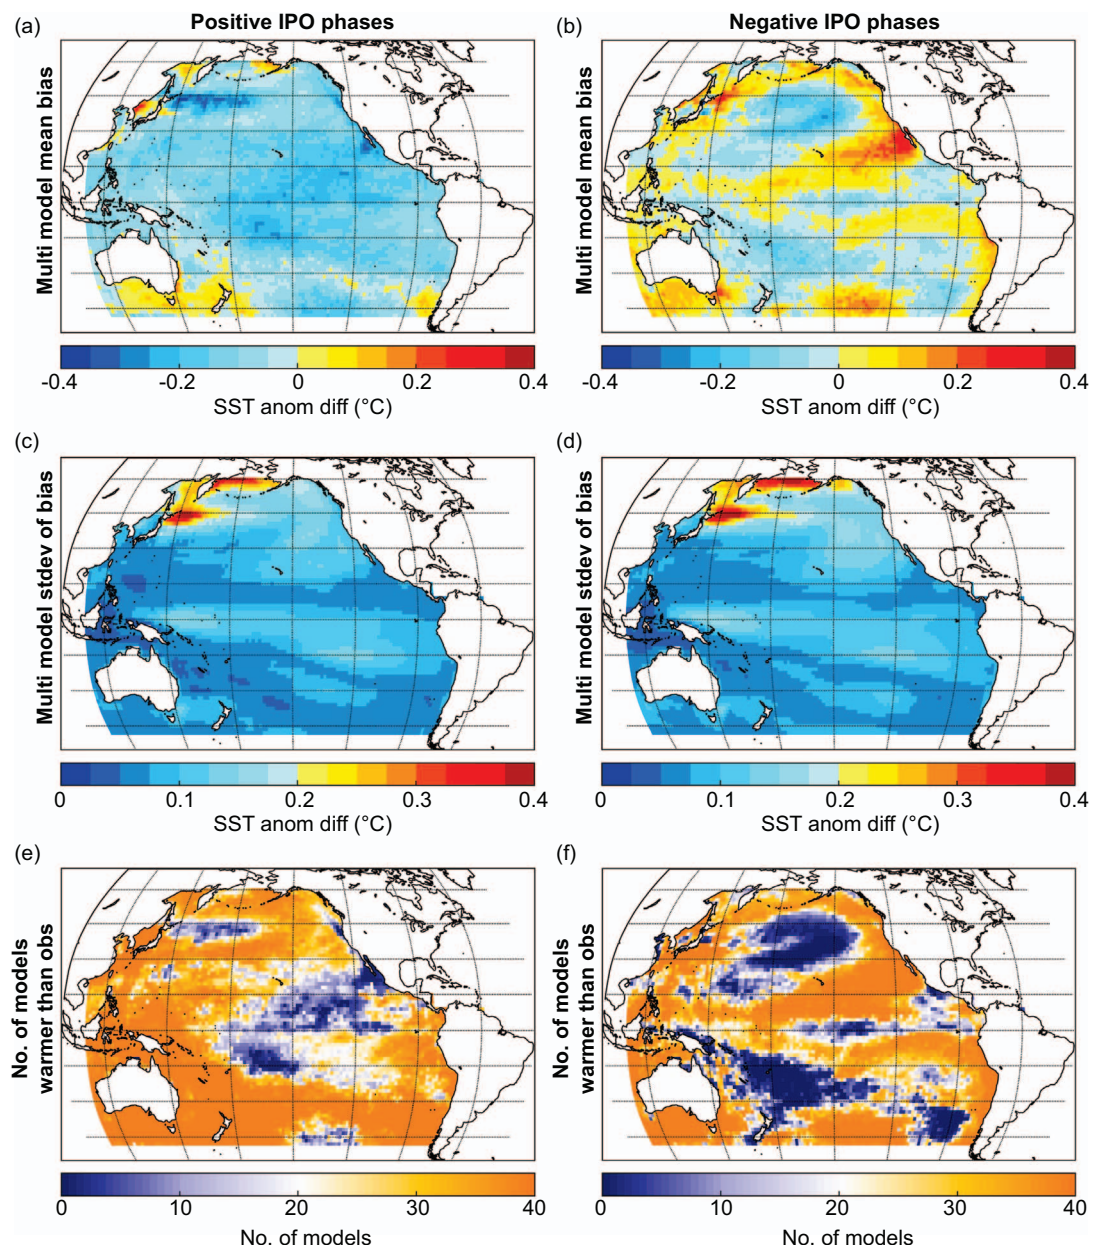 Positive IPO phases
Negative IPO phases
(a)
(b)
Multi model mean bias
Multi model mean bias
-0.4 -0.2 0 0.2 0.4
-0.4 -0.2 0 0.2 0.4
SST anom diff (°C)
SST anom diff (°C)
(c)
(d)
Multi model stdev of bias
Multi model stdev of bias
0 0.1 0.2 0.3 0.4
0 0.1 0.2 0.3 0.4
SST anom diff (°C)
SST anom diff (°C)
(e)
(f)
No. of models
warmer than obs
No. of models
warmer than obs
0 10 20 30 40
0 10 20 30 40
No. of models
No. of models